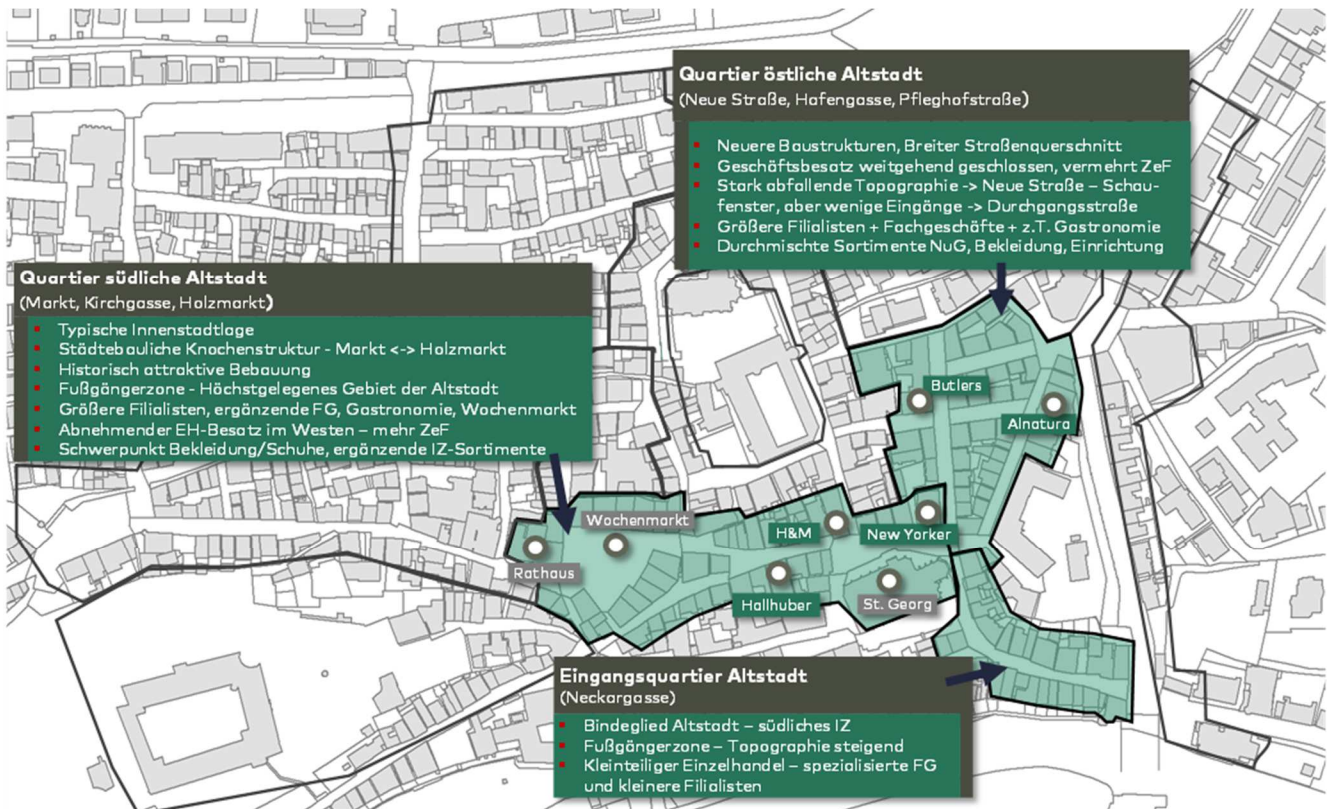 Quartier östliche Altstadt
(Neue Straße, Hafengasse, Pfleghofstraße)
Neuere Baustrukturen, Breiter Straßenquerschnitt
Geschäftsbesatz weitgehend geschlossen, vermehrt ZeF
Stark abfallende Topographie -> Neue Straße – Schau-
fenster, aber wenige Eingänge -> Durchgangsstraße
Größere Filialisten + Fachgeschäfte + z.T. Gastronomie
Durchmischte Sortimente NuG, Bekleidung, Einrichtung
Quartier südliche Altstadt
(Markt, Kirchgasse, Holzmarkt)
Typische Innenstadtlage
Städtebauliche Knochenstruktur - Markt <-> Holzmarkt
Historisch attraktive Bebauung
Fußgängerzone - Höchstgelegenes Gebiet der Altstadt
Größere Filialisten, ergänzende FG, Gastronomie, Wochenmarkt
Abnehmender EH-Besatz im Westen – mehr ZeF
Schwerpunkt Bekleidung/Schuhe, ergänzende IZ-Sortimente
Butlers
Alnatura
Wochenmarkt
H&M
New Yorker
Rathaus
Hallhuber
St. Georg
Eingangsquartier Altstadt
(Neckargasse)
Bindeglied Altstadt – südliches IZ
Fußgängerzone – Topographie steigend
Kleinteiliger Einzelhandel – spezialisierte FG
und kleinere Filialisten